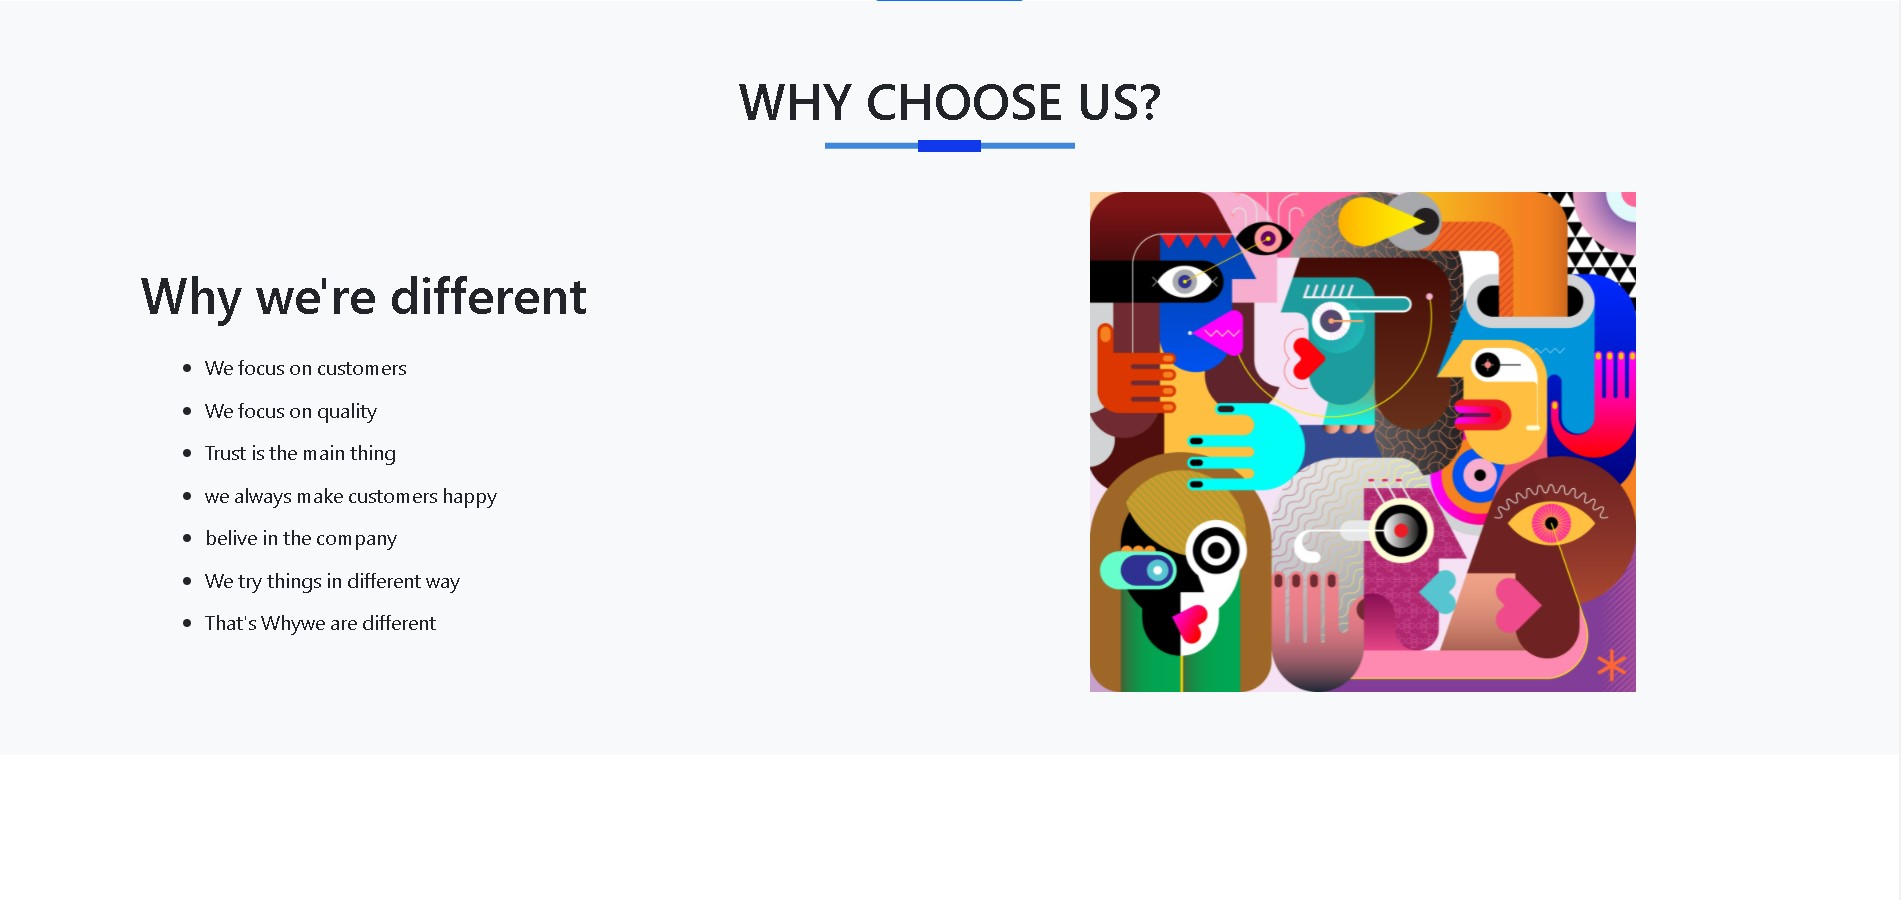 WHY CHOOSE US?
Why we're different
We focus on customers
We focus on quality
Trust is the main thing
we always make customers happy
belive in the company
We try things in different way
That's Whywe are different